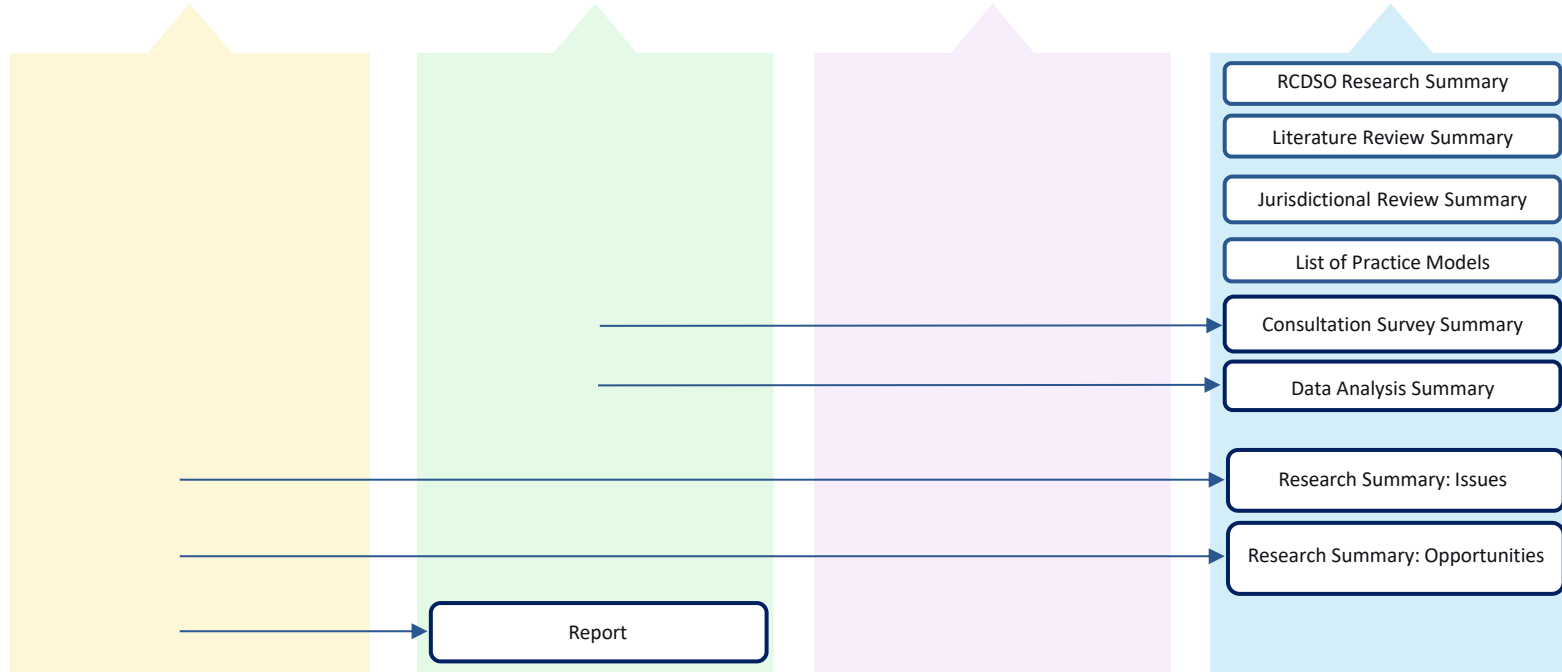 RCDSO Research Summary
Literature Review Summary
Jurisdictional Review Summary
List of Practice Models
Consultation Survey Summary
Data Analysis Summary
Research Summary: Issues
Research Summary: Opportunities
Report